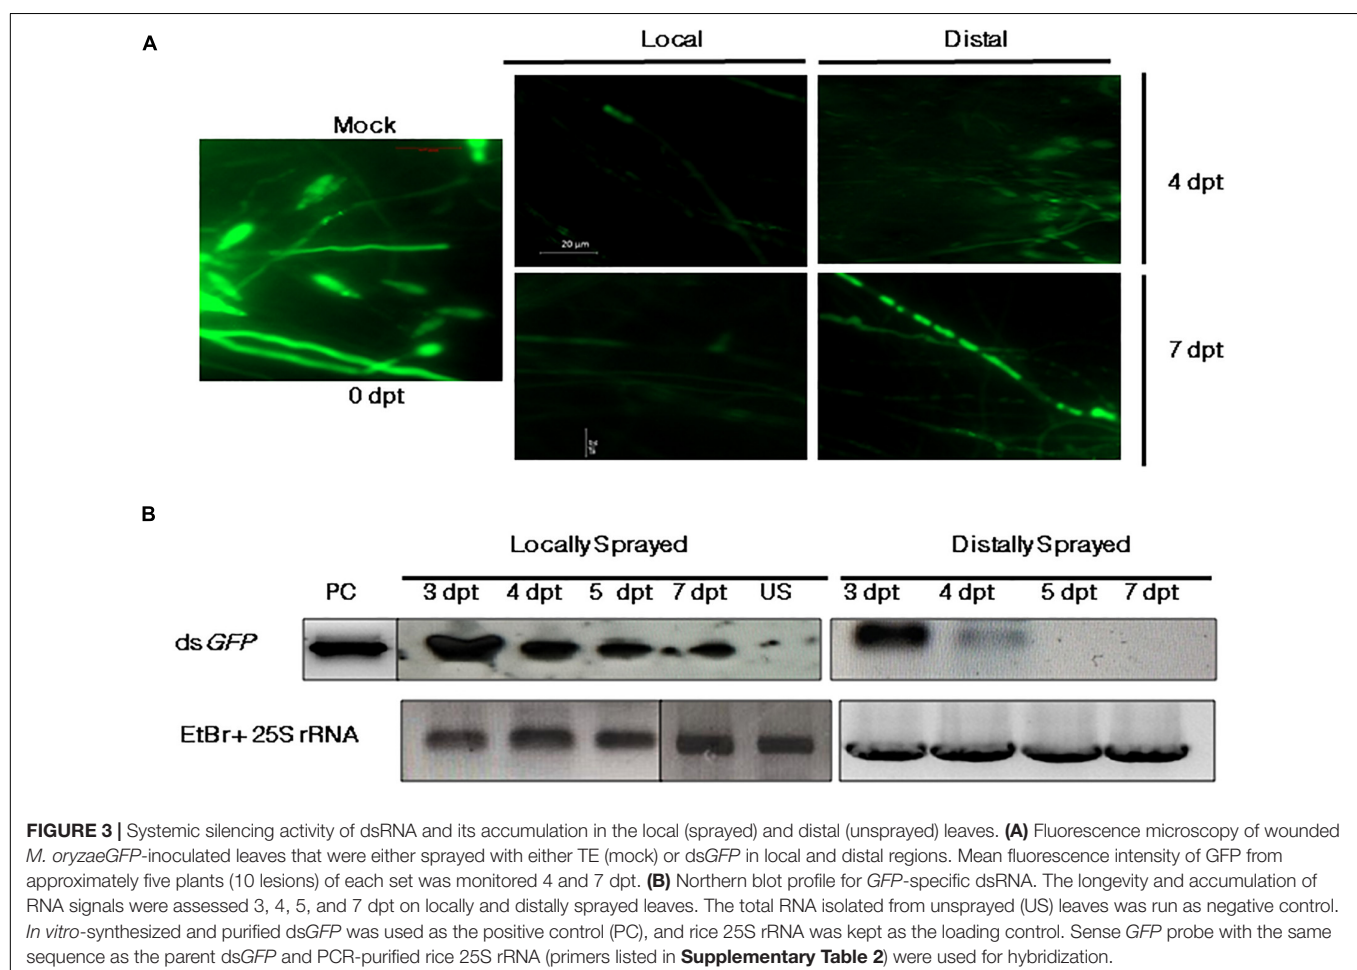 A
Local
Distal
Mock
4 dpt
20 µm
7 dpt
0 dpt
B
Locally Sprayed
Distally Sprayed
PC
3 dpt
4 dpt
5 dpt
7 dpt
US
3 dpt
4 dpt
5 dpt
7 dpt
ds GFP
EtBr+ 25S rRNA
FIGURE 3 | Systemic silencing activity of dsRNA and its accumulation in the local (sprayed) and distal (unsprayed) leaves. (A) Fluorescence microscopy of wounded
M. oryzaeGFP-inoculated leaves that were either sprayed with either TE (mock) or dsGFP in local and distal regions. Mean fluorescence intensity of GFP from
approximately five plants (10 lesions) of each set was monitored 4 and 7 dpt. (B) Northern blot profile for GFP-specific dsRNA. The longevity and accumulation of
RNA signals were assessed 3, 4, 5, and 7 dpt on locally and distally sprayed leaves. The total RNA isolated from unsprayed (US) leaves was run as negative control.
In vitro-synthesized and purified dsGFP was used as the positive control (PC), and rice 25S rRNA was kept as the loading control. Sense GFP probe with the same
sequence as the parent dsGFP and PCR-purified rice 25S rRNA (primers listed in Supplementary Table 2) were used for hybridization.